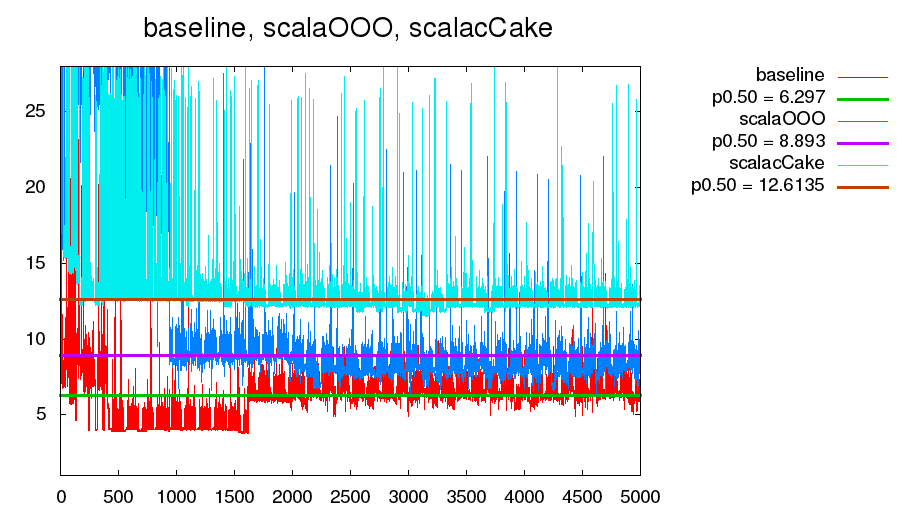 baseline, scalaOOO, scalacCake
baseline
p0.50 = 6.297
scalaOOO
p0.50 = 8.893
scalacCake
p0.50 = 12.6135
25
20
15
10
5
0 500 1000 1500 2000 2500 3000 3500 4000 4500 5000